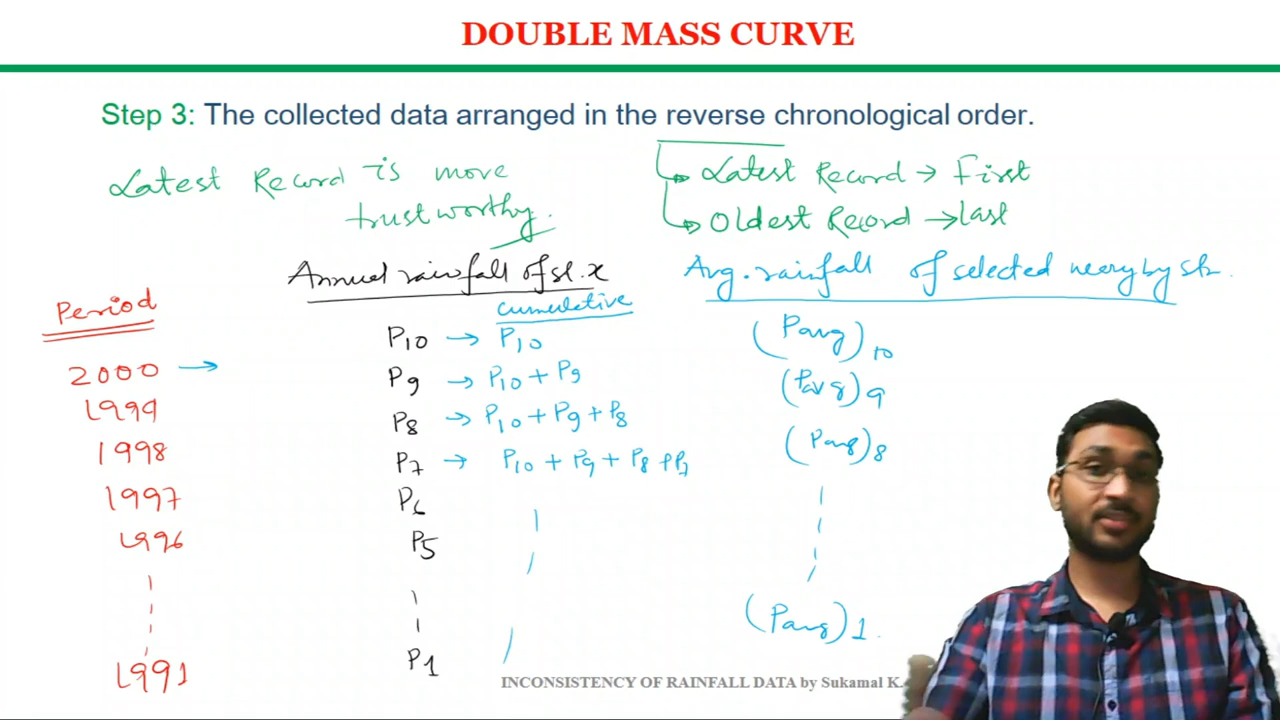 DOUBLE MASS CURVE
Step 3: The collected data arranged in the reverse chronological order.
Latest Record is more
trustworthy.
Latest Record → First
Oldest Record → last
Annual rainfall of st. x
Avg. rainfall of selected nearby st
Period
cumulative
P10 → P10
(Pavg)10
2000 →
P9 → P10 + P9
(Pavg)9
1999
P8 → P10 + P9 + P8
(Pavg)8
1998
P7 → P10 + P9 + P8 + P7
1997
P6
1996
P5
(Pavg)1
1991
P1
INCONSISTENCY OF RAINFALL DATA by Sukamal K.